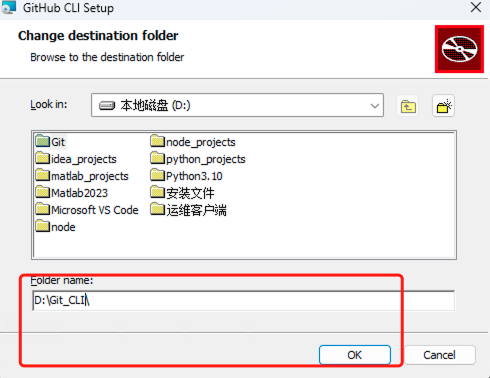 GitHub CLI Setup
Change destination folder
Browse to the destination folder
Look in:
本地磁盘 (D:)
Git
idea_projects
matlab_projects
Matlab2023
Microsoft VS Code
node
node_projects
python_projects
Python3.10
安装文件
运维客户端
Folder name:
D:\Git_CLI\
OK
Cancel